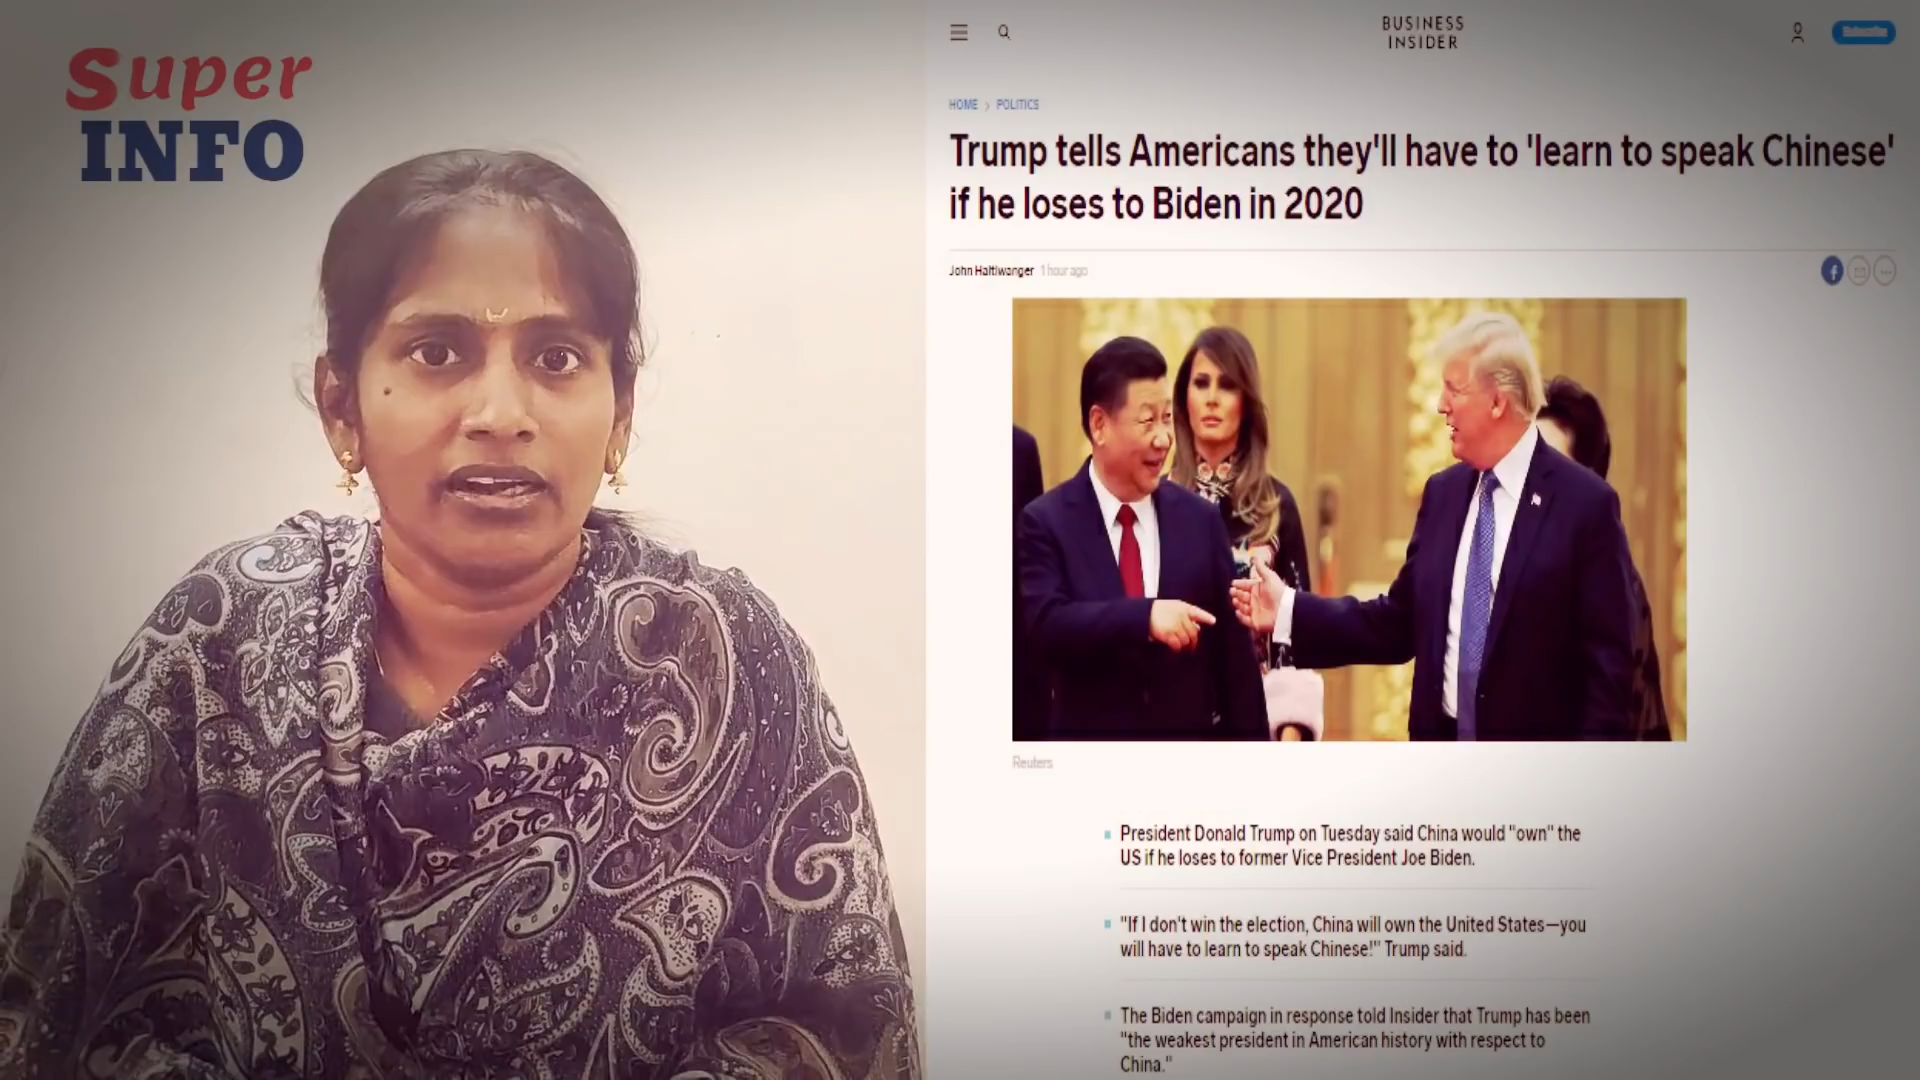 Super
INFO
BUSINESS
INSIDER
Subscribe
HOME > POLITICS
Trump tells Americans they'll have to 'learn to speak Chinese'
if he loses to Biden in 2020
John Haltiwanger 1 hour ago
Reuters
President Donald Trump on Tuesday said China would "own" the
US if he loses to former Vice President Joe Biden.
"If I don't win the election, China will own the United States—you
will have to learn to speak Chinese!" Trump said.
The Biden campaign in response told Insider that Trump has been
"the weakest president in American history with respect to
China."